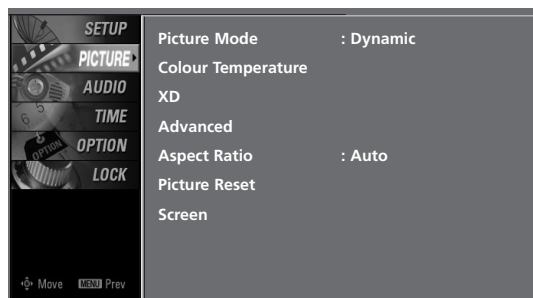 SETUP
PICTURE
AUDIO
TIME
OPTION
LOCK
Move MENU Prev
Picture Mode : Dynamic
Colour Temperature
XD
Advanced
Aspect Ratio : Auto
Picture Reset
Screen